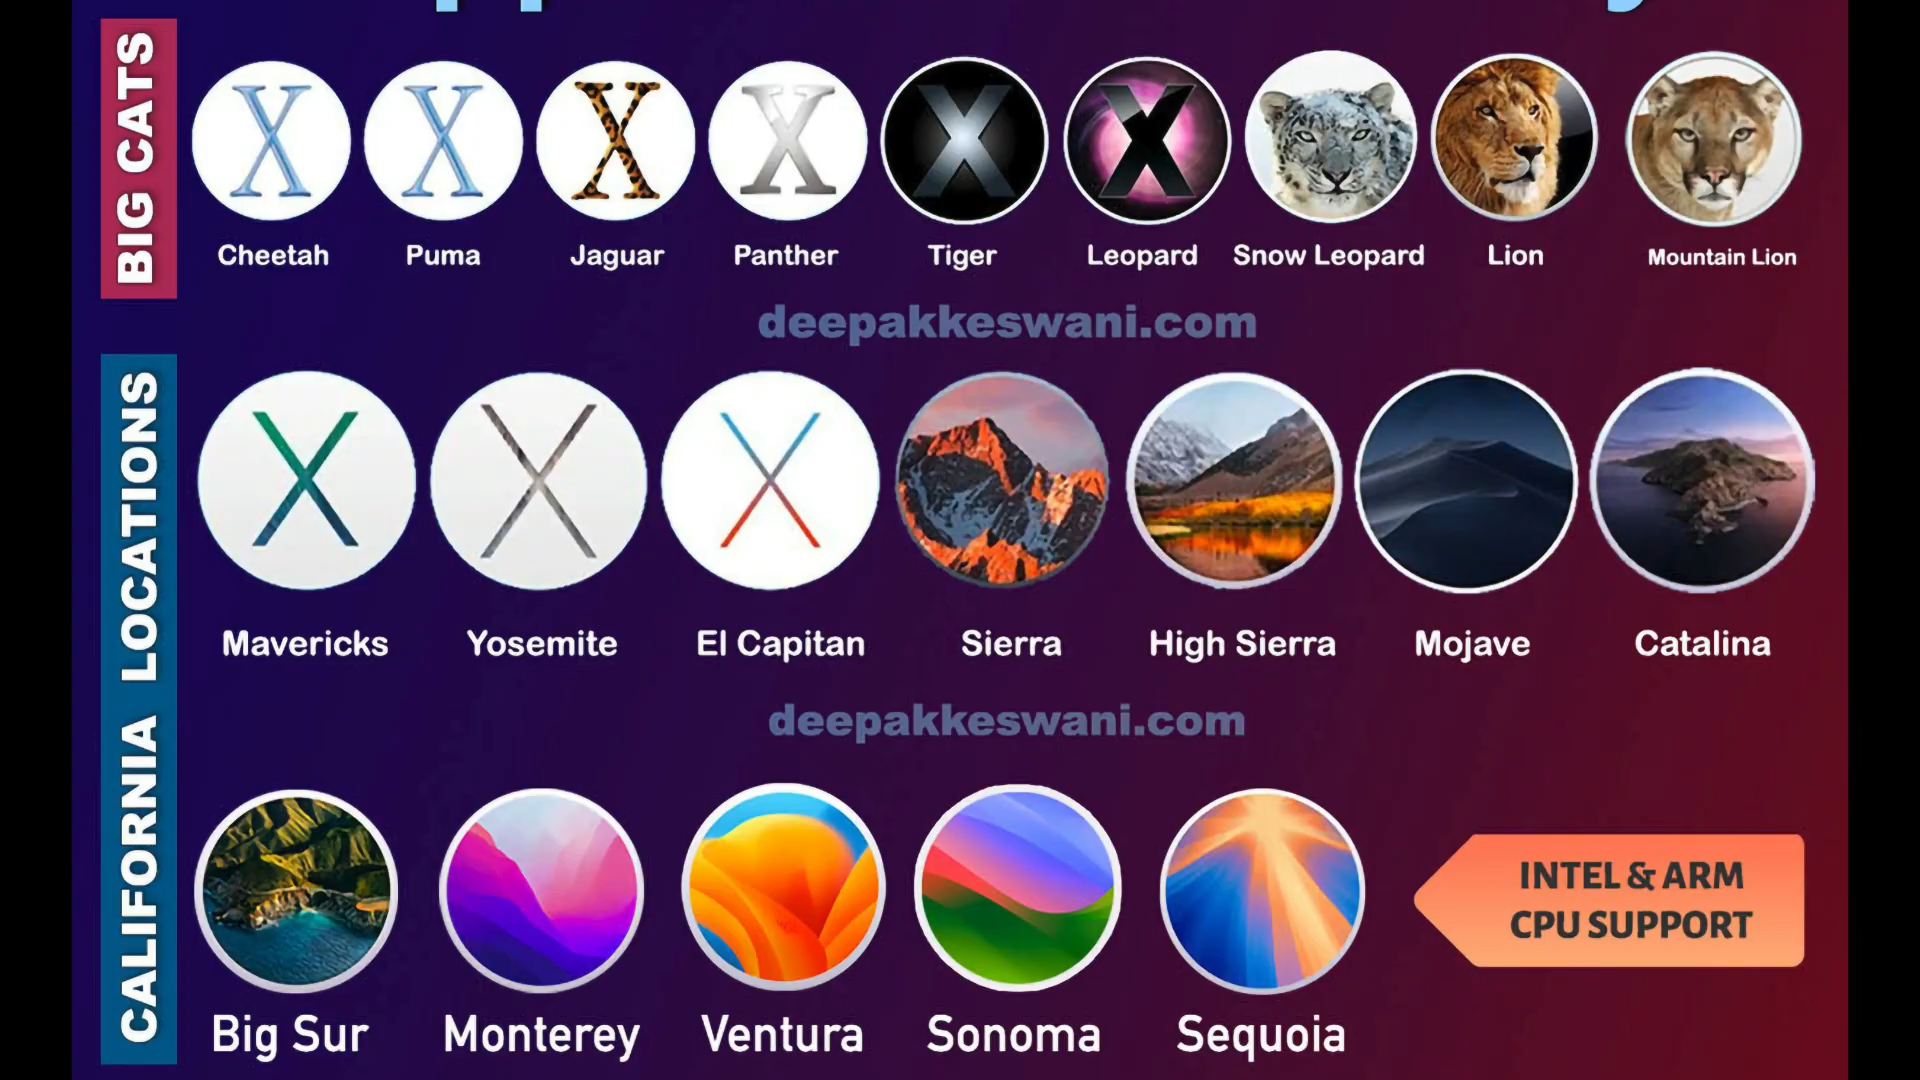 BIG CATS
Cheetah
Puma
Jaguar
Panther
Tiger
Leopard
Snow Leopard
Lion
Mountain Lion
deepakkeswani.com
CALIFORNIA LOCATIONS
Mavericks
Yosemite
El Capitan
Sierra
High Sierra
Mojave
Catalina
deepakkeswani.com
Big Sur
Monterey
Ventura
Sonoma
Sequoia
INTEL & ARM
CPU SUPPORT